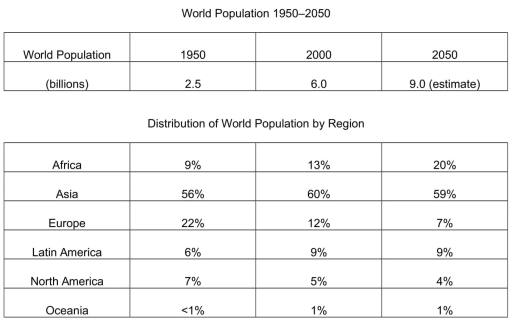 World Population 1950–2050
World Population 1950 2000 2050
(billions) 2.5 6.0 9.0 (estimate)
Distribution of World Population by Region
Africa 9% 13% 20%
Asia 56% 60% 59%
Europe 22% 12% 7%
Latin America 6% 9% 9%
North America 7% 5% 4%
Oceania <1% 1% 1%